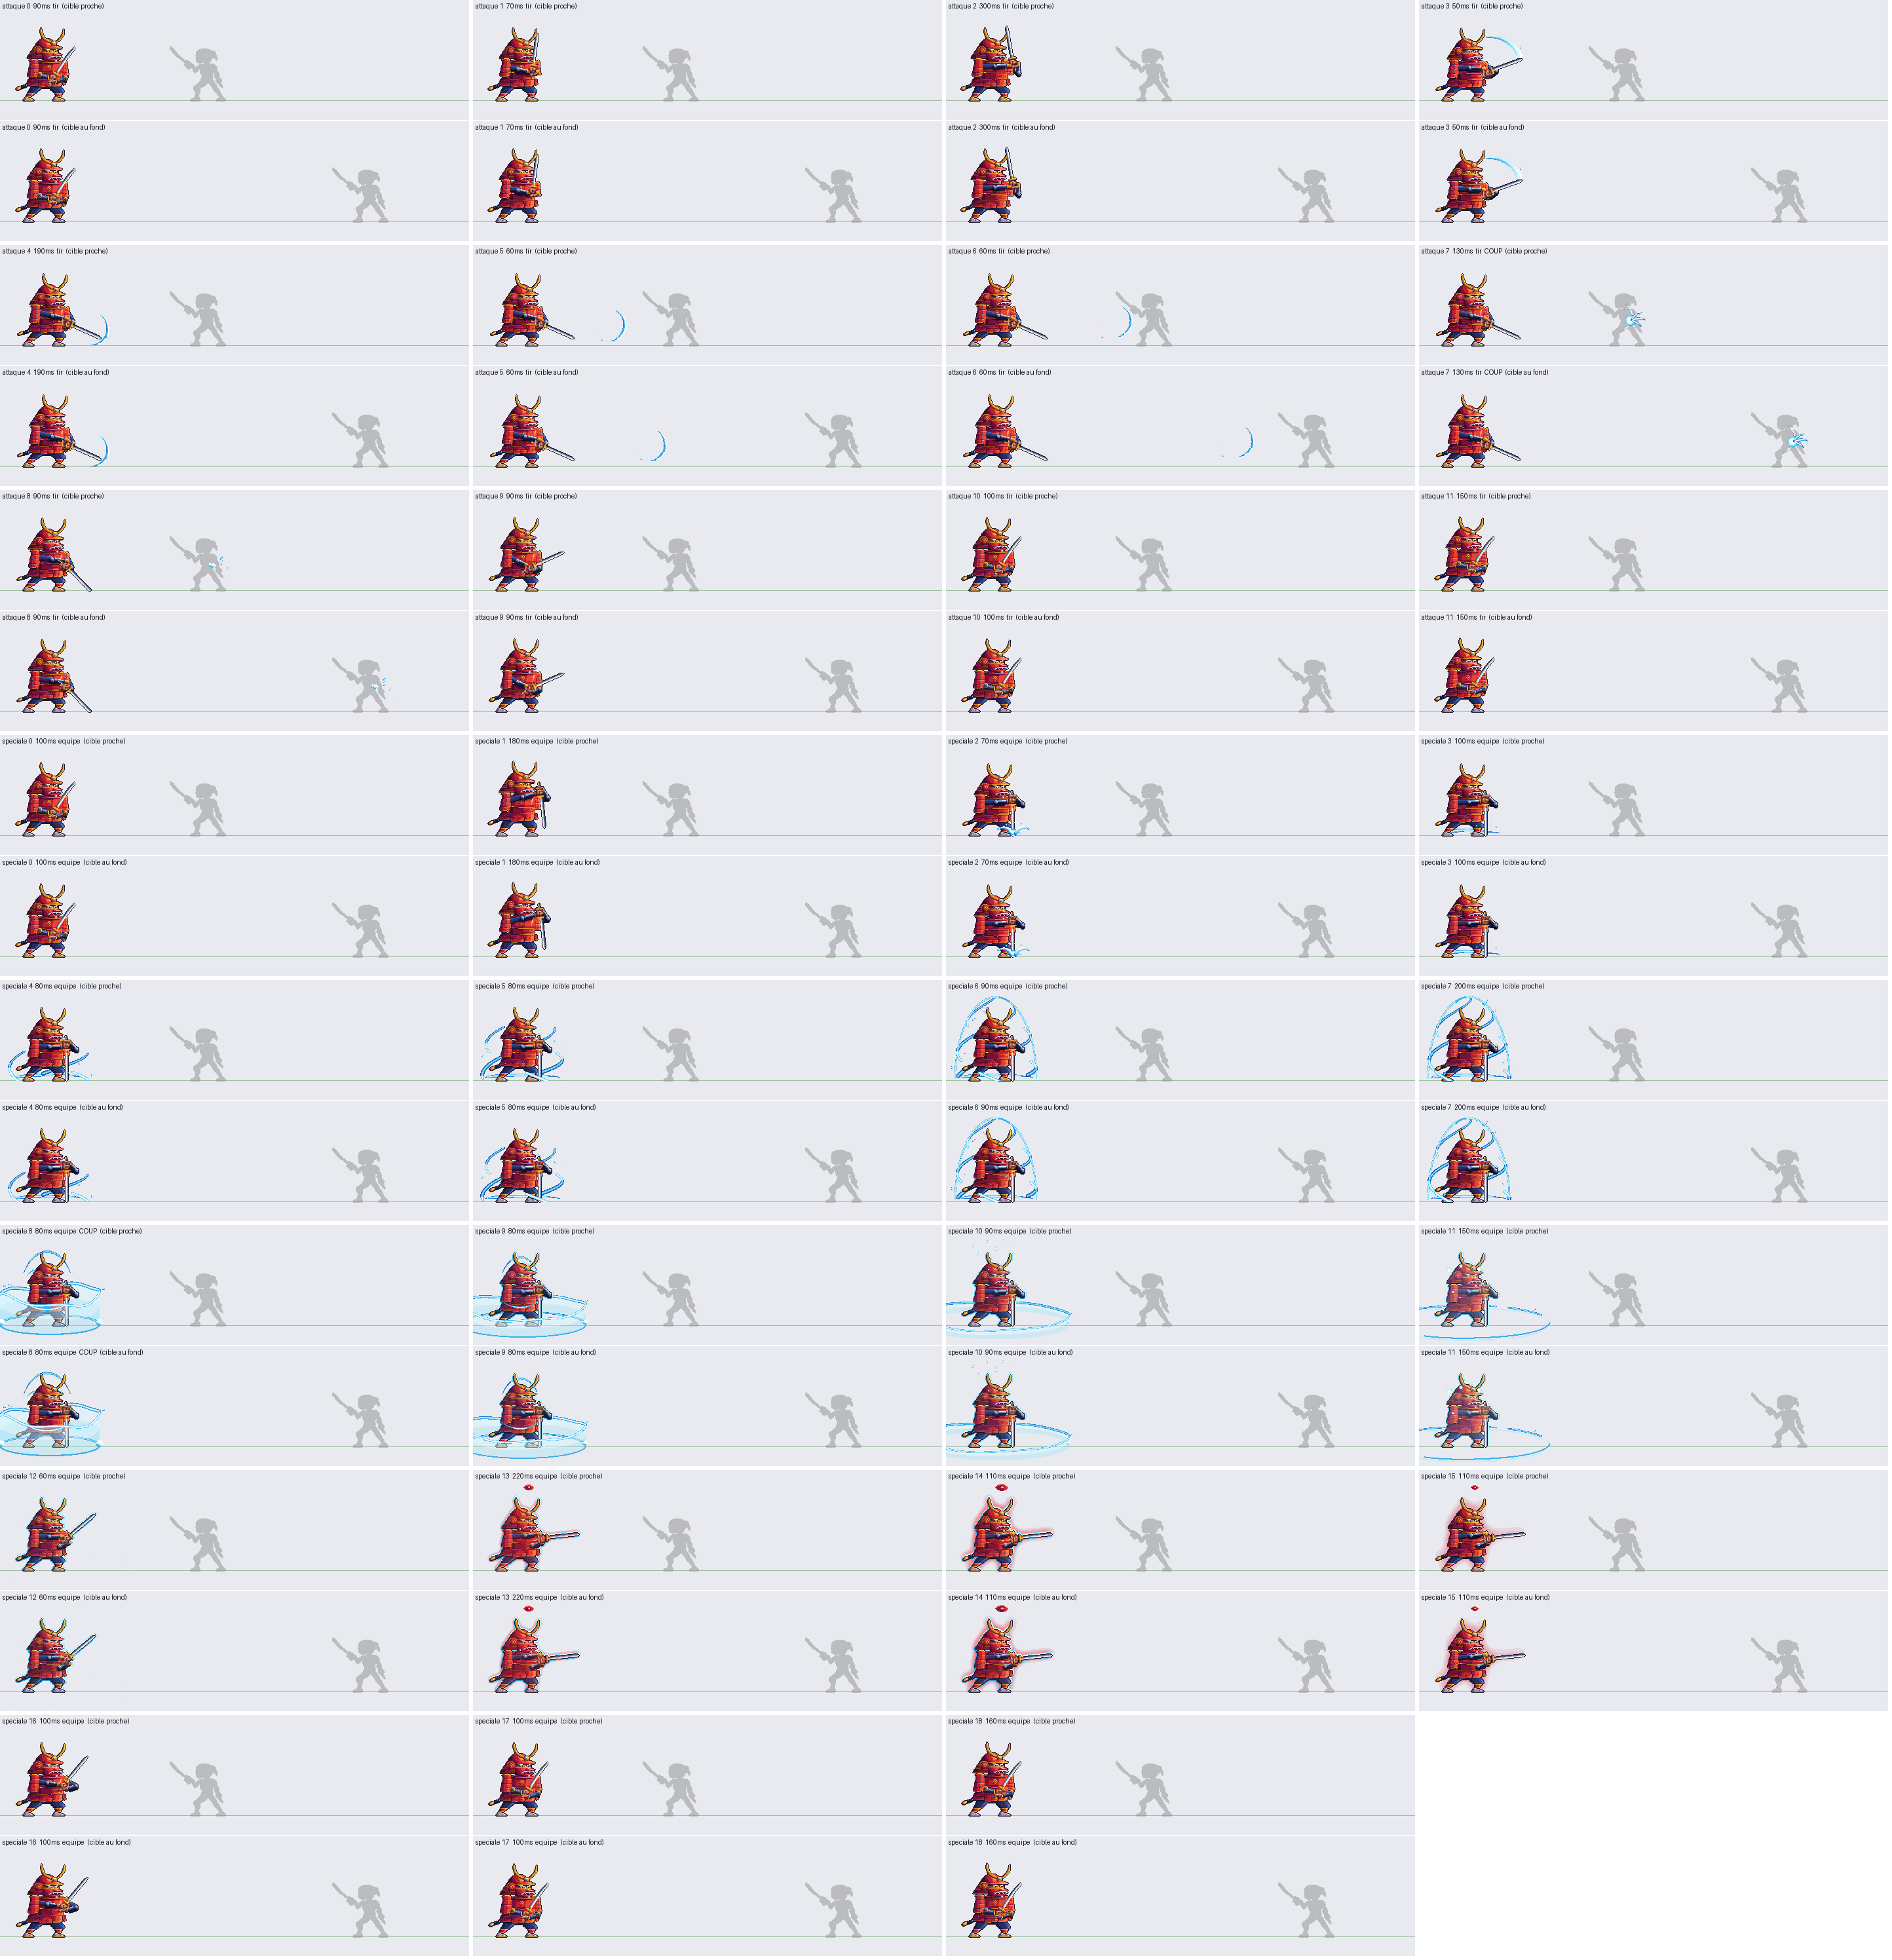 attaque 0 90ms tir (cible proche)
attaque 1 70ms tir (cible proche)
attaque 2 300ms tir (cible proche)
attaque 3 50ms tir (cible proche)
attaque 0 90ms tir (cible au fond)
attaque 1 70ms tir (cible au fond)
attaque 2 300ms tir (cible au fond)
attaque 3 50ms tir (cible au fond)
attaque 4 190ms tir (cible proche)
attaque 5 60ms tir (cible proche)
attaque 6 60ms tir (cible proche)
attaque 7 130ms tir COUP (cible proche)
attaque 4 190ms tir (cible au fond)
attaque 5 60ms tir (cible au fond)
attaque 6 60ms tir (cible au fond)
attaque 7 130ms tir COUP (cible au fond)
attaque 8 90ms tir (cible proche)
attaque 9 90ms tir (cible proche)
attaque 10 100ms tir (cible proche)
attaque 11 150ms tir (cible proche)
attaque 8 90ms tir (cible au fond)
attaque 9 90ms tir (cible au fond)
attaque 10 100ms tir (cible au fond)
attaque 11 150ms tir (cible au fond)
speciale 0 100ms equipe (cible proche)
speciale 1 180ms equipe (cible proche)
speciale 2 70ms equipe (cible proche)
speciale 3 100ms equipe (cible proche)
speciale 0 100ms equipe (cible au fond)
speciale 1 180ms equipe (cible au fond)
speciale 2 70ms equipe (cible au fond)
speciale 3 100ms equipe (cible au fond)
speciale 4 80ms equipe (cible proche)
speciale 5 80ms equipe (cible proche)
speciale 6 90ms equipe (cible proche)
speciale 7 200ms equipe (cible proche)
speciale 4 80ms equipe (cible au fond)
speciale 5 80ms equipe (cible au fond)
speciale 6 90ms equipe (cible au fond)
speciale 7 200ms equipe (cible au fond)
speciale 8 80ms equipe COUP (cible proche)
speciale 9 80ms equipe (cible proche)
speciale 10 90ms equipe (cible proche)
speciale 11 150ms equipe (cible proche)
speciale 8 80ms equipe COUP (cible au fond)
speciale 9 80ms equipe (cible au fond)
speciale 10 90ms equipe (cible au fond)
speciale 11 150ms equipe (cible au fond)
speciale 12 60ms equipe (cible proche)
speciale 13 220ms equipe (cible proche)
speciale 14 110ms equipe (cible proche)
speciale 15 110ms equipe (cible proche)
speciale 12 60ms equipe (cible au fond)
speciale 13 220ms equipe (cible au fond)
speciale 14 110ms equipe (cible au fond)
speciale 15 110ms equipe (cible au fond)
speciale 16 100ms equipe (cible proche)
speciale 17 100ms equipe (cible proche)
speciale 18 160ms equipe (cible proche)
speciale 16 100ms equipe (cible au fond)
speciale 17 100ms equipe (cible au fond)
speciale 18 160ms equipe (cible au fond)